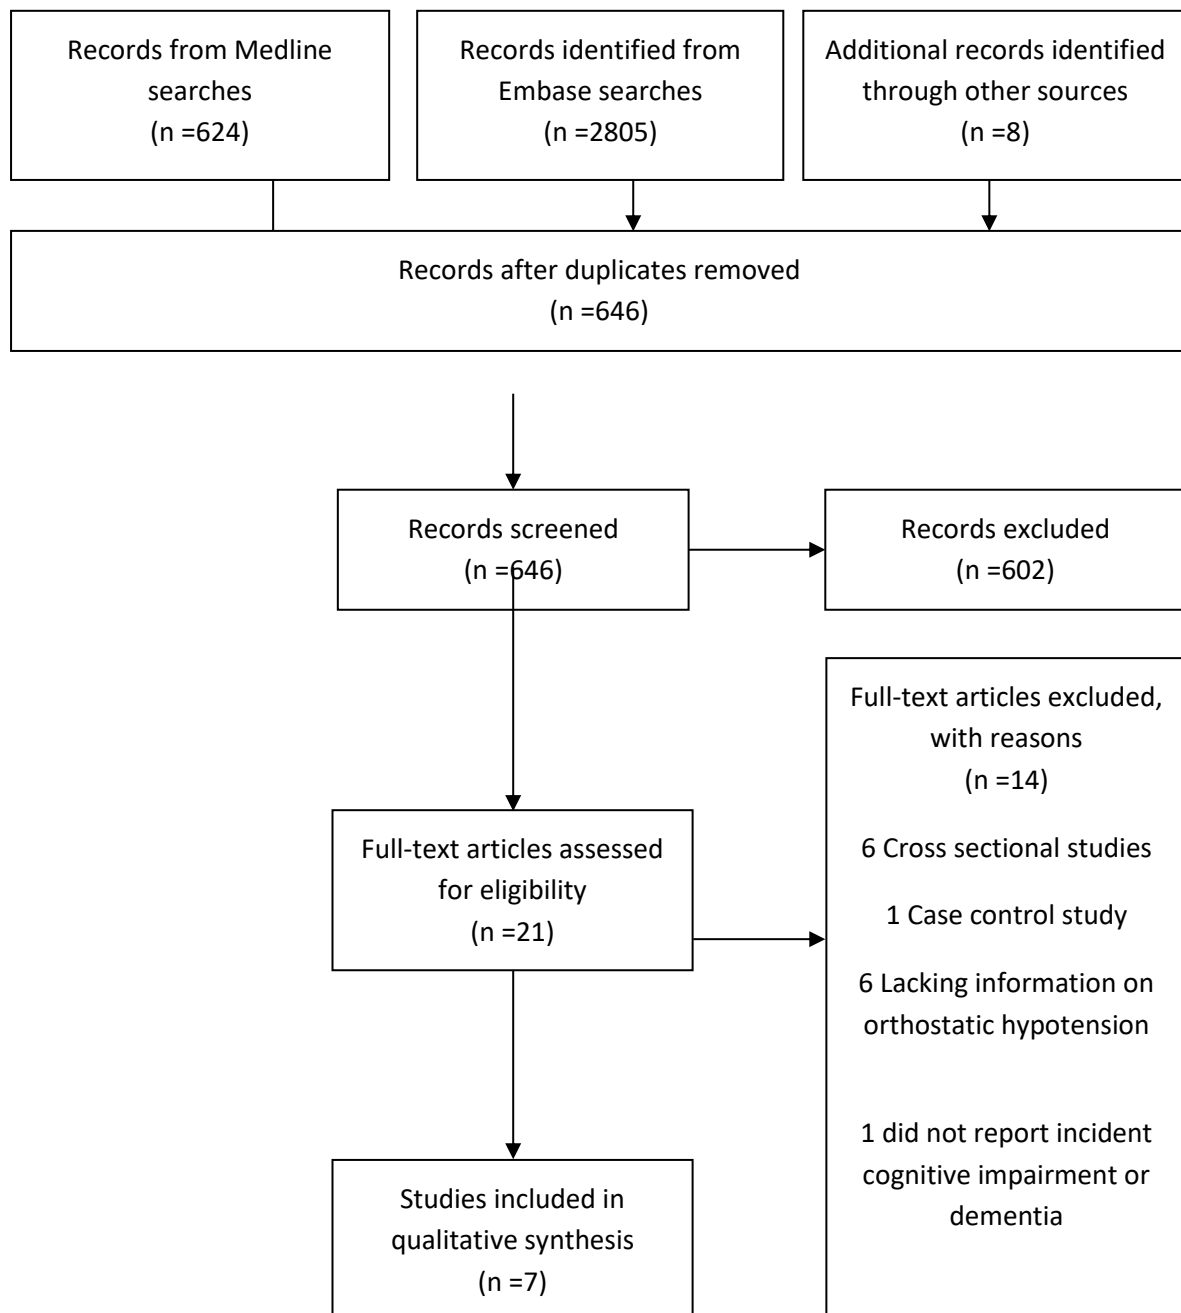 Records from Medline
searches
(n =624)
Records identified from
Embase searches
(n =2805)
Additional records identified
through other sources
(n =8)
Records after duplicates removed
(n =646)
Records screened
(n =646)
Records excluded
(n =602)
Full-text articles assessed
for eligibility
(n =21)
Full-text articles excluded,
with reasons
(n =14)
6 Cross sectional studies
1 Case control study
6 Lacking information on
orthostatic hypotension
1 did not report incident
cognitive impairment or
dementia
Studies included in
qualitative synthesis
(n =7)